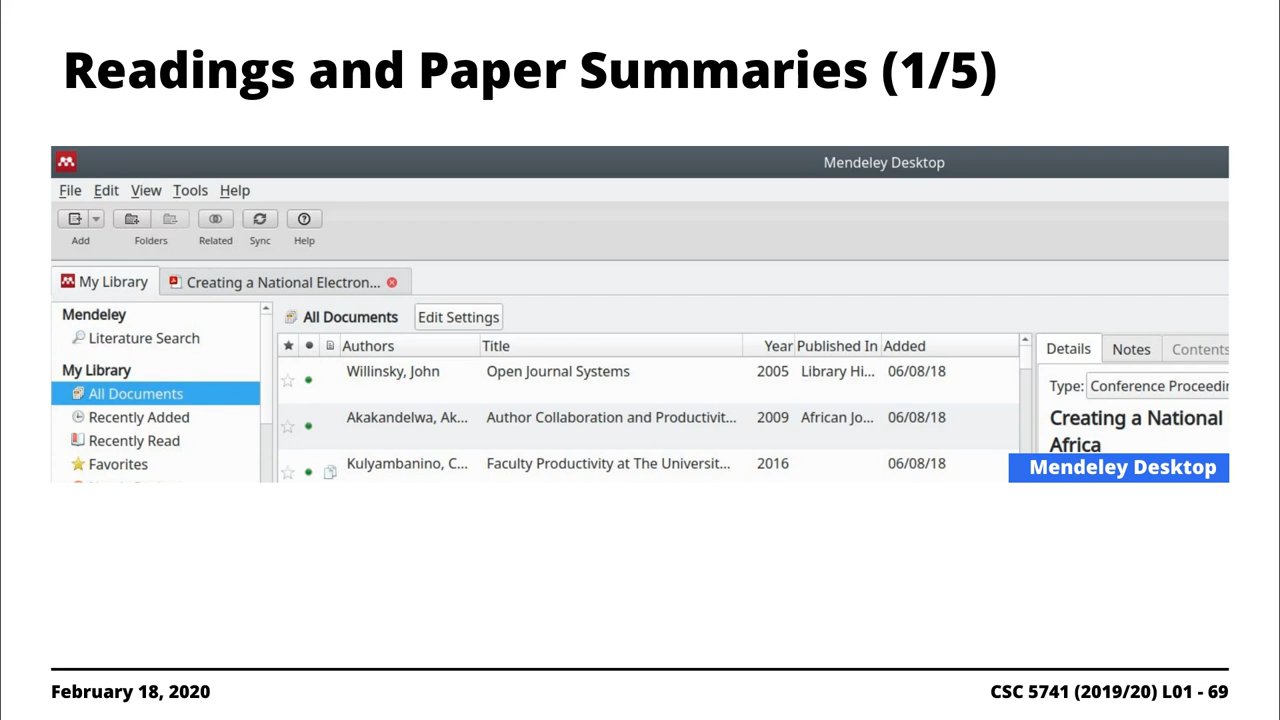 Readings and Paper Summaries (1/5)
Mendeley Desktop
File Edit View Tools Help
Add Folders Related Sync Help
My Library Creating a National Electron...
Mendeley
Literature Search
My Library
All Documents
Recently Added
Recently Read
Favorites
All Documents Edit Settings
Authors Title Year Published In Added
Willinsky, John Open Journal Systems 2005 Library Hi... 06/08/18
Akakandelwa, Ak... Author Collaboration and Productivit... 2009 African Jo... 06/08/18
Kulyambanino, C... Faculty Productivity at The Universit... 2016 06/08/18
Details Notes Contents
Type: Conference Proceedin
Creating a National
Africa
Mendeley Desktop
February 18, 2020
CSC 5741 (2019/20) L01 - 69